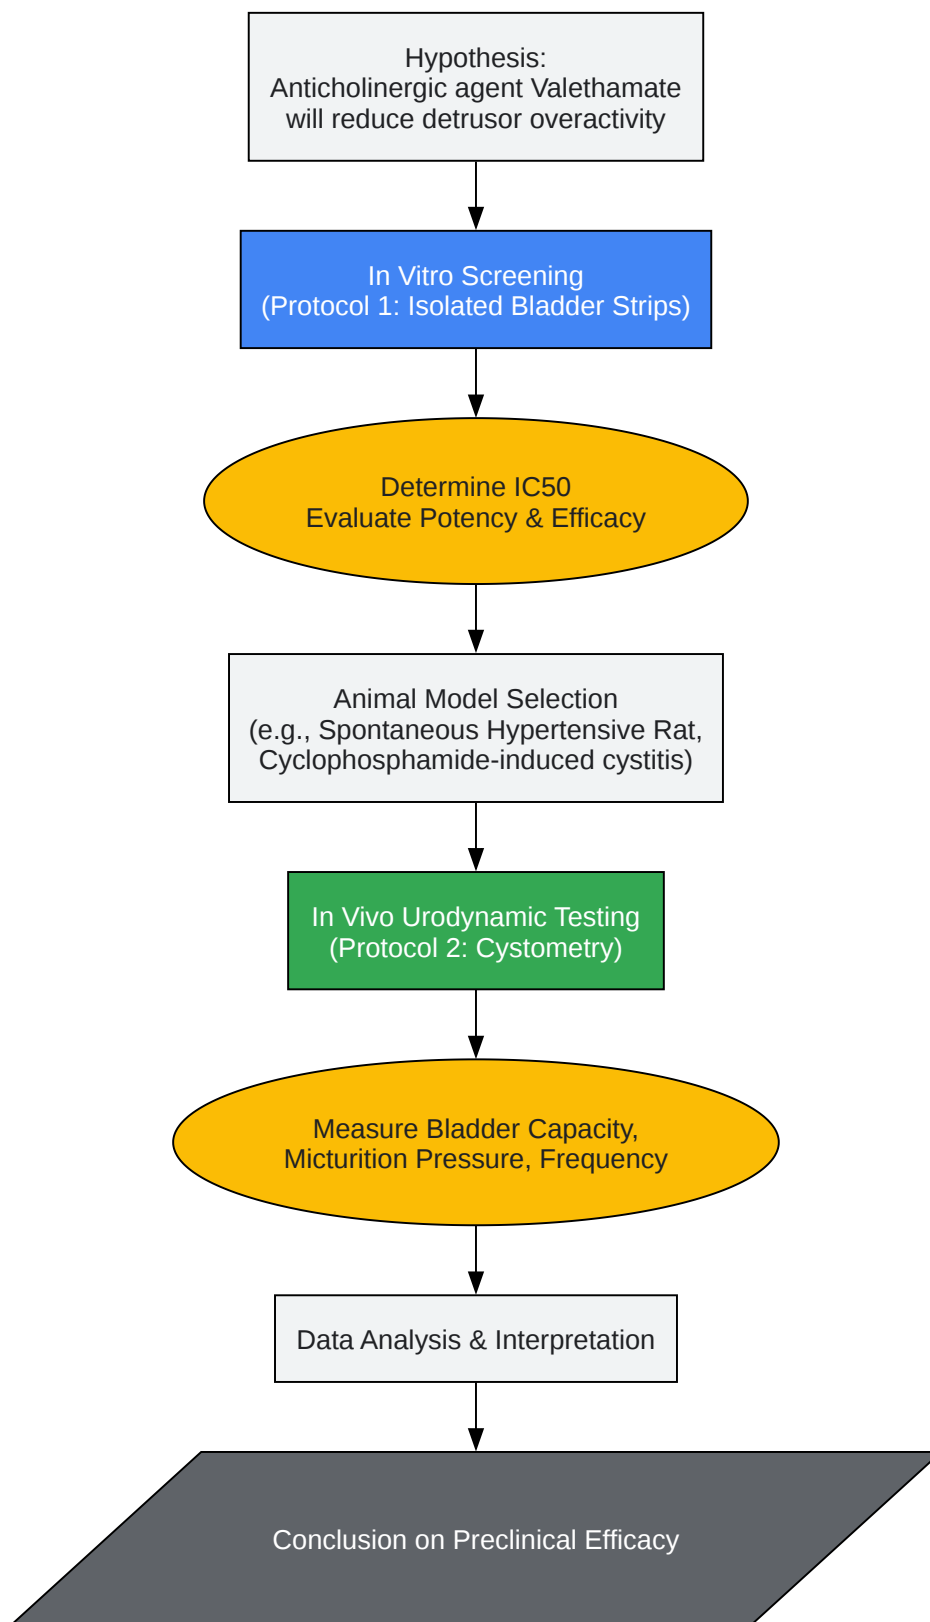 Hypothesis:
Anticholinergic agent Valethamate
will reduce detrusor overactivity
In Vitro Screening
(Protocol 1: Isolated Bladder Strips)
Determine IC50
Evaluate Potency & Efficacy
Animal Model Selection
(e.g., Spontaneous Hypertensive Rat,
Cyclophosphamide-induced cystitis)
In Vivo Urodynamic Testing
(Protocol 2: Cystometry)
Measure Bladder Capacity,
Micturition Pressure, Frequency
Data Analysis & Interpretation
Conclusion on Preclinical Efficacy